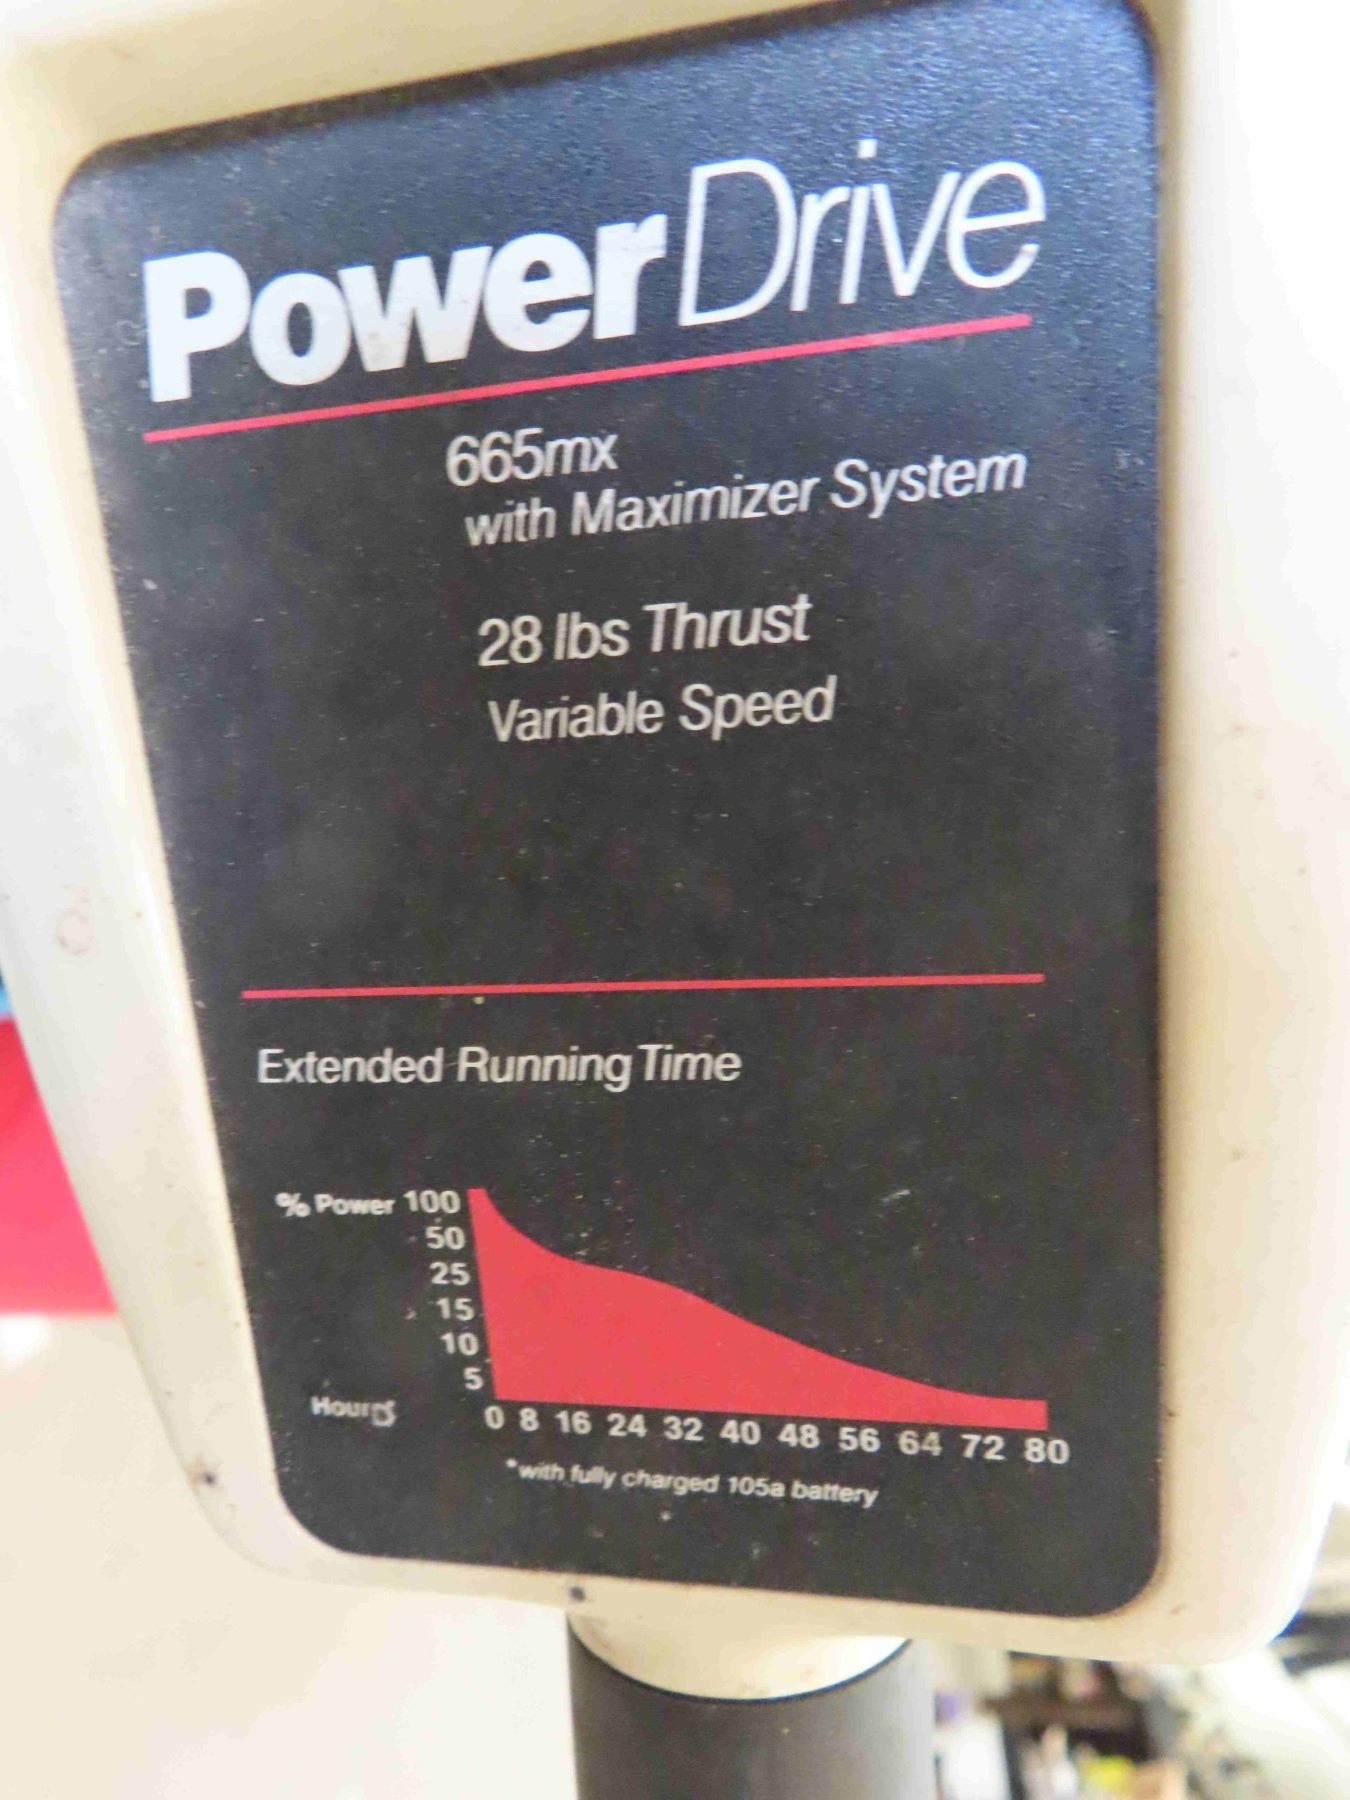 PowerDrive
665mx
with Maximizer System
28 lbs Thrust
Variable Speed
Extended Running Time
% Power 100
50
25
15
10
5
Hours
0 8 16 24 32 40 48 56 64 72 80
*with fully charged 105a battery